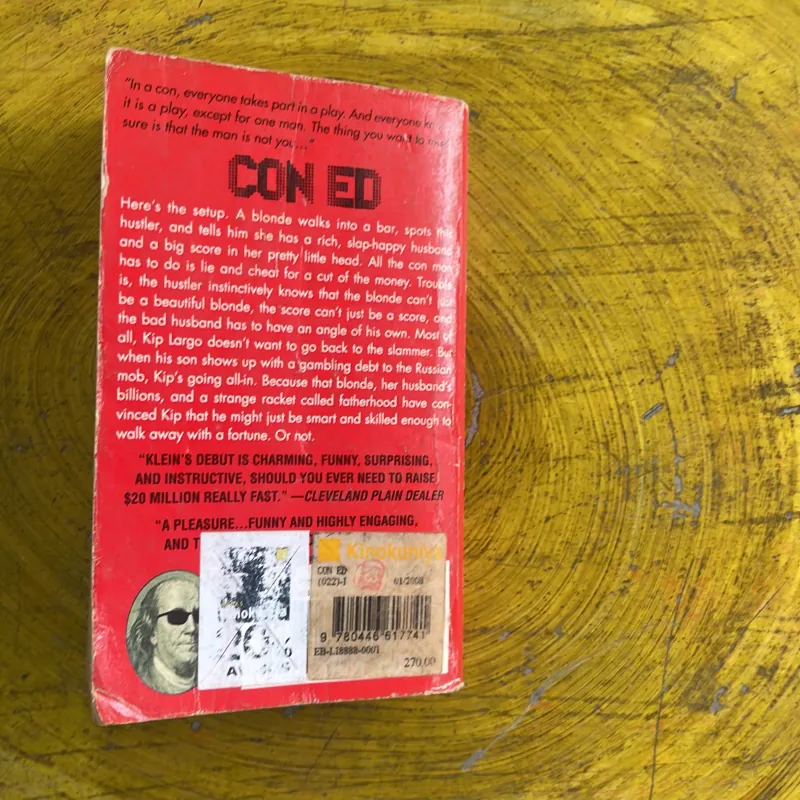 "In a con, everyone takes part in a play. And everyone
it is a play, except for one man. The thing you want to
sure is that the man is not you..."
CON ED
Here's the setup. A blonde walks into a bar, spots this
hustler, and tells him she has a rich, slap-happy husband
and a big score in her pretty little head. All the con man
has to do is lie and cheat for a cut of the money. Trouble
is, the hustler instinctively knows that the blonde can't just
be a beautiful blonde, the score can't just be a score, and
the bad husband has to have an angle of his own. Most of
all, Kip Largo doesn't want to go back to the slammer. But
when his son shows up with a gambling debt to the Russian
mob, Kip's going all-in. Because that blonde, her husband's
billions, and a strange racket called fatherhood have con-
vinced Kip that he might just be smart and skilled enough to
walk away with a fortune. Or not.
"KLEIN'S DEBUT IS CHARMING, FUNNY, SURPRISING,
AND INSTRUCTIVE, SHOULD YOU EVER NEED TO RAISE
$20 MILLION REALLY FAST." —CLEVELAND PLAIN DEALER
"A PLEASURE...FUNNY AND HIGHLY ENGAGING,
AND
Kinokuniya
CON ED
(022)-1 01/2008
9 780446 617741
EB-L18888-0001
270.00